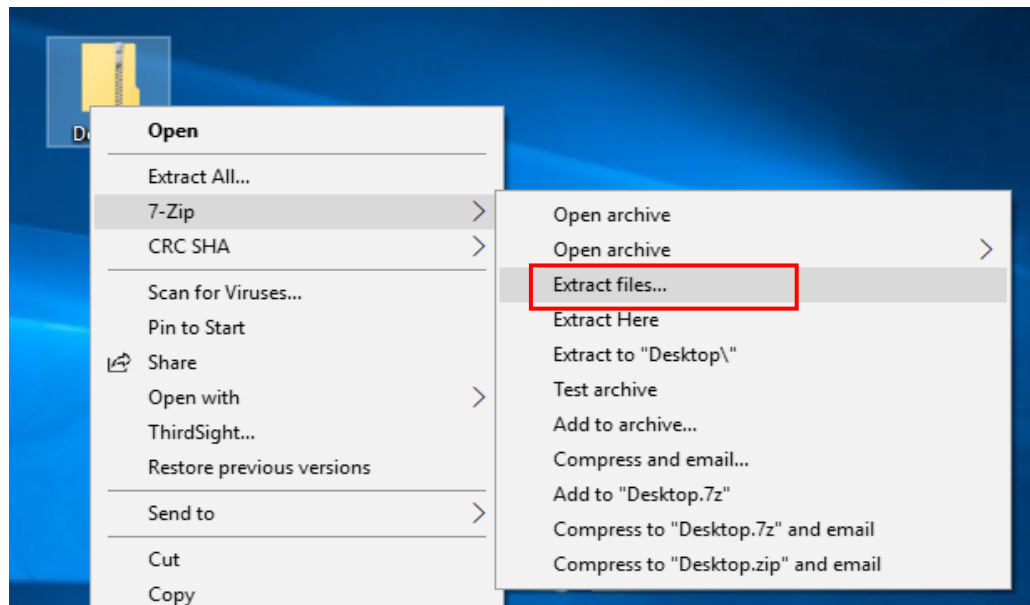 Open
Extract All...
7-Zip
CRC SHA
Scan for Viruses...
Pin to Start
Share
Open with
ThirdSight...
Restore previous versions
Send to
Cut
Copy
Open archive
Open archive
Extract files...
Extract Here
Extract to "Desktop\"
Test archive
Add to archive...
Compress and email...
Add to "Desktop.7z"
Compress to "Desktop.7z" and email
Compress to "Desktop.zip" and email